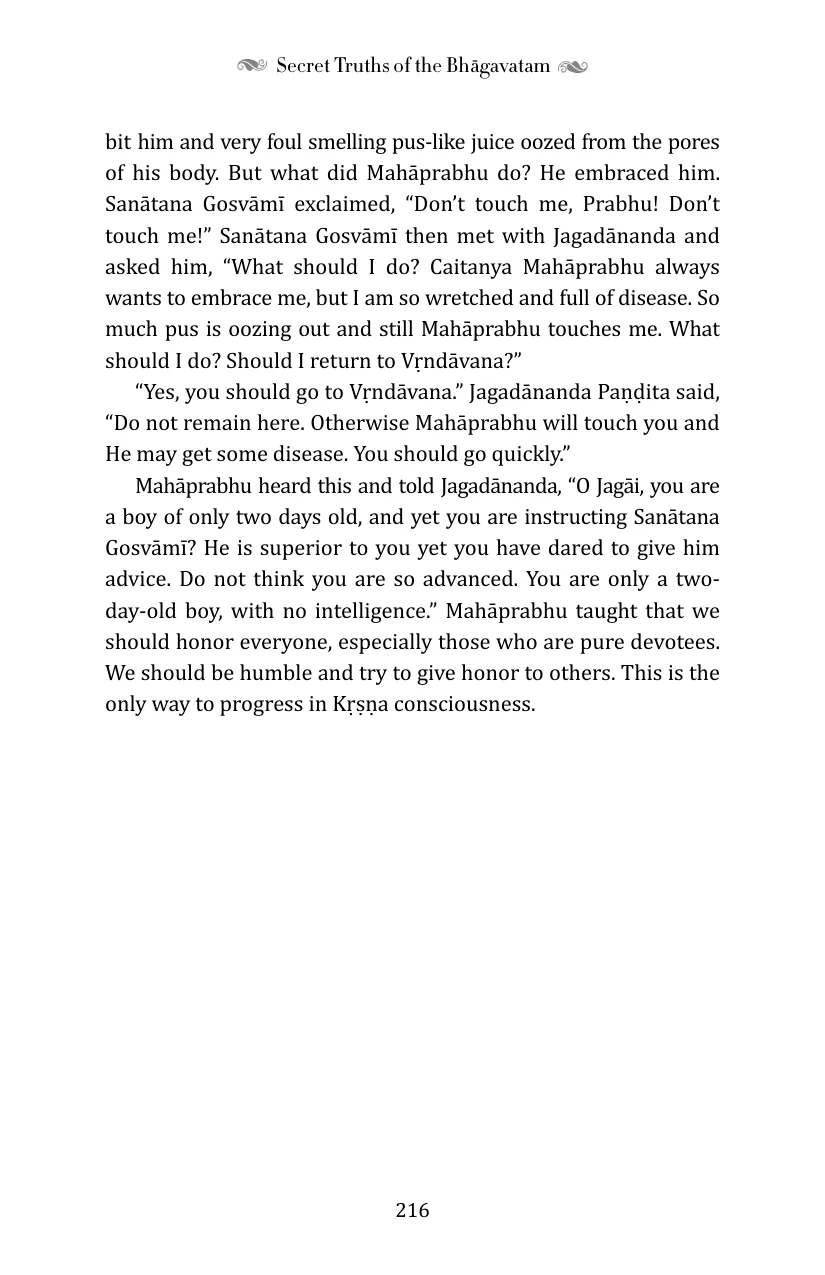 Secret Truths of the Bhāgavatam
bit him and very foul smelling pus-like juice oozed from the pores
of his body. But what did Mahāprabhu do? He embraced him.
Sanātana Gosvāmī exclaimed, “Don’t touch me, Prabhu! Don’t
touch me!” Sanātana Gosvāmī then met with Jagadānanda and
asked him, “What should I do? Caitanya Mahāprabhu always
wants to embrace me, but I am so wretched and full of disease. So
much pus is oozing out and still Mahāprabhu touches me. What
should I do? Should I return to Vṛndāvana?”
“Yes, you should go to Vṛndāvana.” Jagadānanda Paṇḍita said,
“Do not remain here. Otherwise Mahāprabhu will touch you and
He may get some disease. You should go quickly.”
Mahāprabhu heard this and told Jagadānanda, “O Jagāi, you are
a boy of only two days old, and yet you are instructing Sanātana
Gosvāmī? He is superior to you yet you have dared to give him
advice. Do not think you are so advanced. You are only a two-
day-old boy, with no intelligence.” Mahāprabhu taught that we
should honor everyone, especially those who are pure devotees.
We should be humble and try to give honor to others. This is the
only way to progress in Kṛṣṇa consciousness.
216